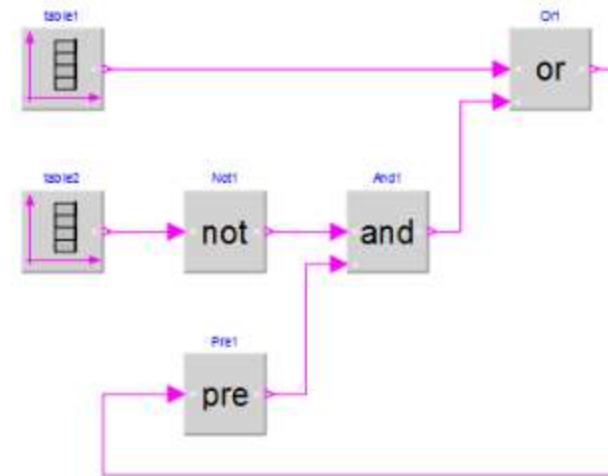 table1
Or1
or
table2
Not1
And1
not
and
Pre1
pre